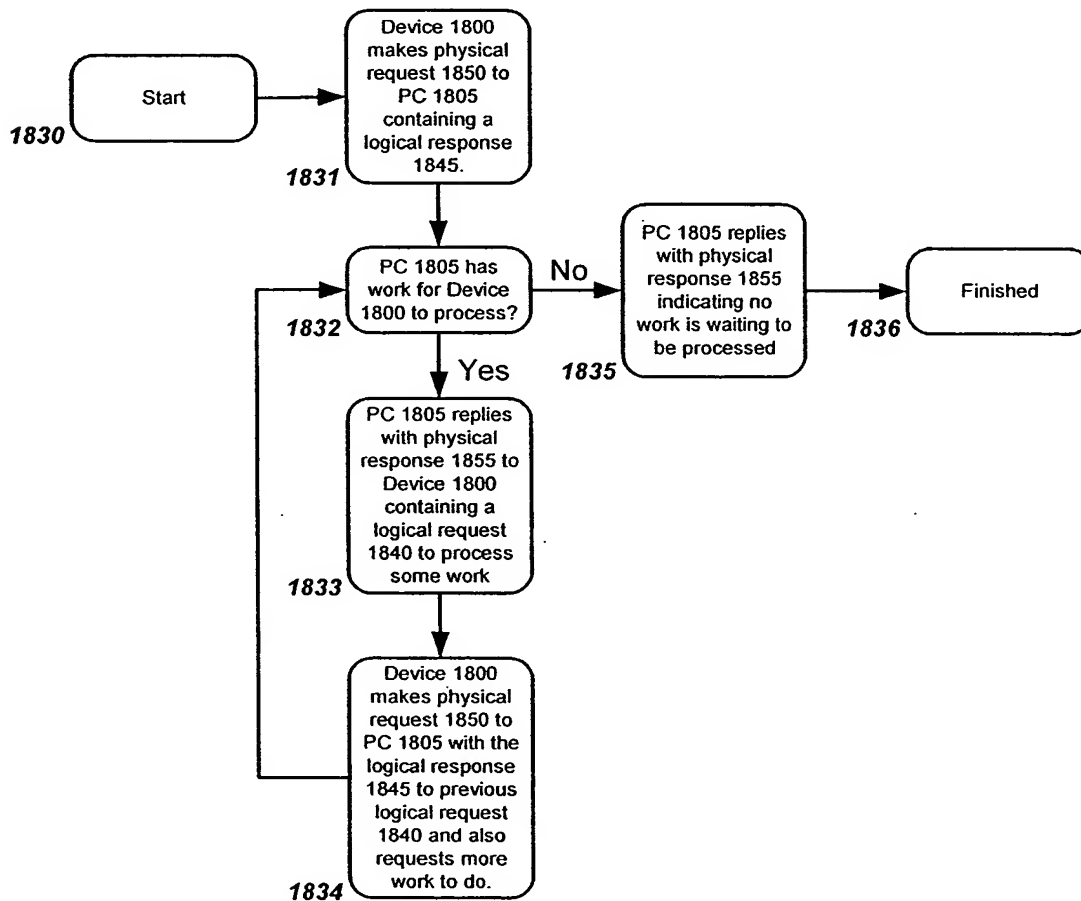 Start
1830
Device 1800
makes physical
request 1850 to
PC 1805
containing a
logical response
1845.
1831
PC 1805 has
work for Device
1800 to process?
1832
No
Yes
PC 1805 replies
with physical
response 1855
indicating no
work is waiting to
be processed
1835
Finished
1836
PC 1805 replies
with physical
response 1855 to
Device 1800
containing a
logical request
1840 to process
some work
1833
Device 1800
makes physical
request 1850 to
PC 1805 with the
logical response
1845 to previous
logical request
1840 and also
requests more
work to do.
1834